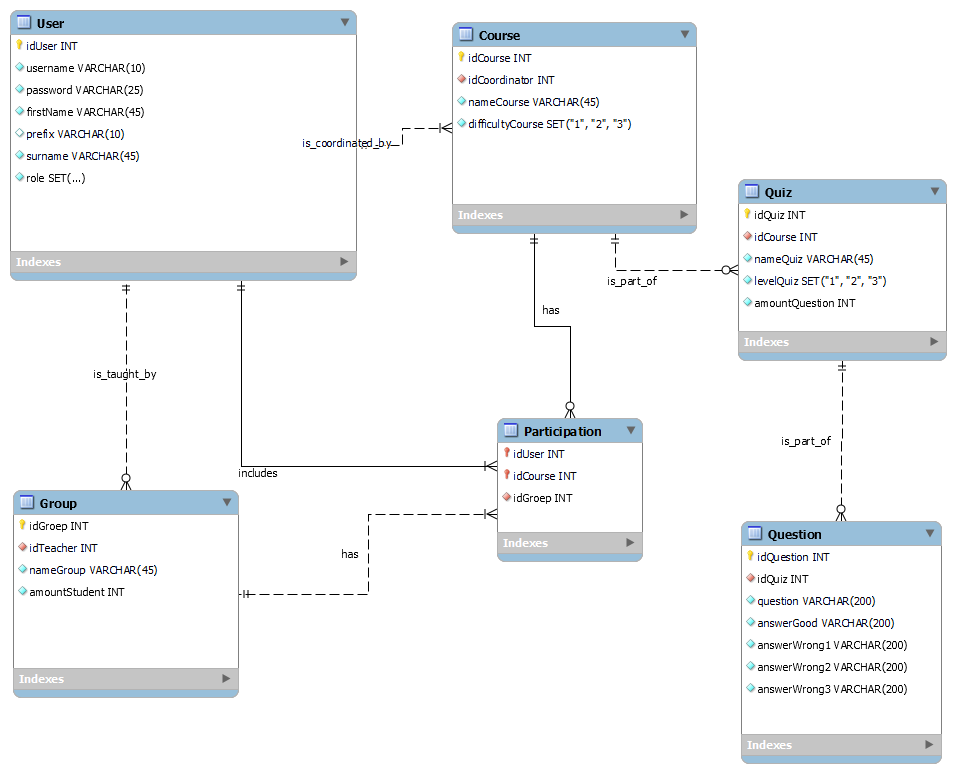 User
idUser INT
username VARCHAR(10)
password VARCHAR(25)
firstName VARCHAR(45)
prefix VARCHAR(10)
surname VARCHAR(45)
role SET(...)
Indexes
is_coordinated_by
Course
idCourse INT
idCoordinator INT
nameCourse VARCHAR(45)
difficultyCourse SET("1", "2", "3")
Indexes
Quiz
idQuiz INT
idCourse INT
nameQuiz VARCHAR(45)
levelQuiz SET("1", "2", "3")
amountQuestion INT
Indexes
is_part_of
has
is_taught_by
includes
has
is_part_of
Participation
idUser INT
idCourse INT
idGroep INT
Indexes
Group
idGroep INT
idTeacher INT
nameGroup VARCHAR(45)
amountStudent INT
Indexes
Question
idQuestion INT
idQuiz INT
question VARCHAR(200)
answerGood VARCHAR(200)
answerWrong1 VARCHAR(200)
answerWrong2 VARCHAR(200)
answerWrong3 VARCHAR(200)
Indexes